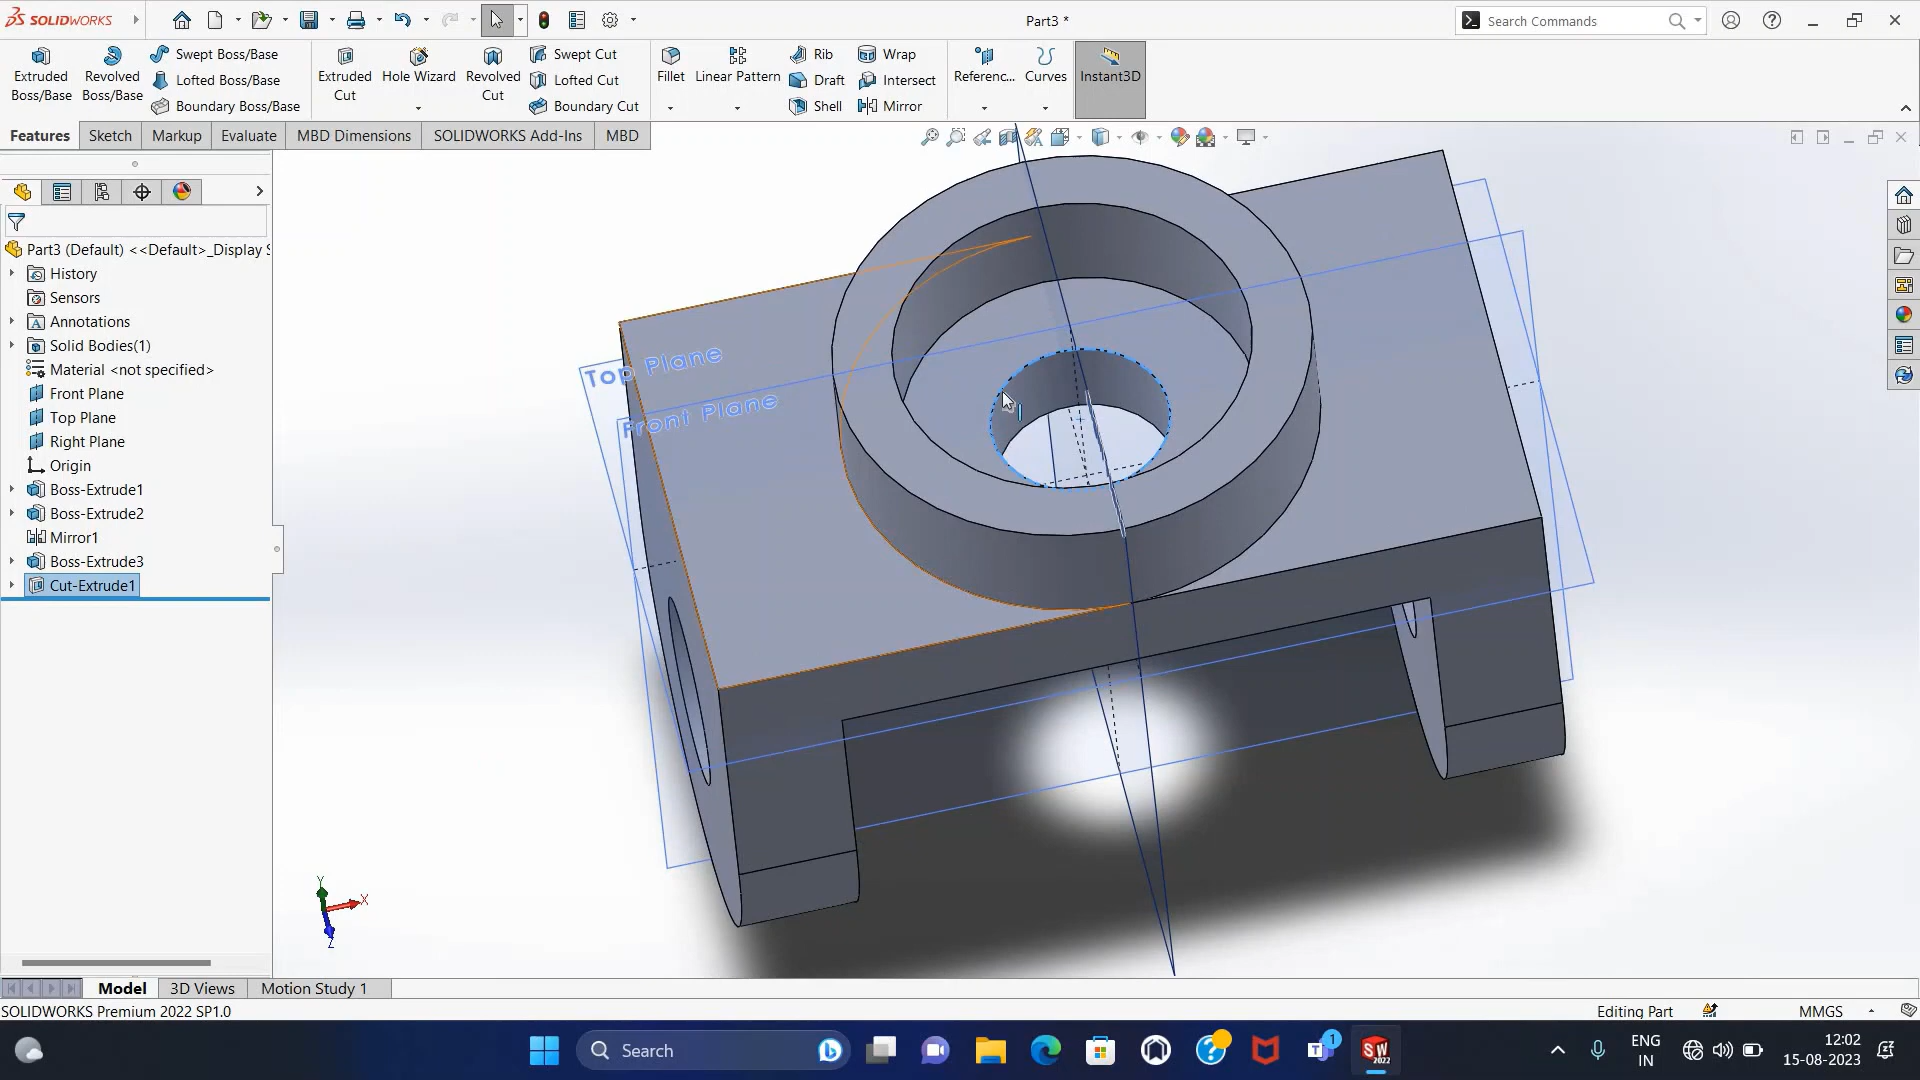 SOLIDWORKS
Part3 *
Search Commands
Extruded Boss/Base
Revolved Boss/Base
Swept Boss/Base
Lofted Boss/Base
Boundary Boss/Base
Extruded Cut
Hole Wizard
Revolved Cut
Swept Cut
Lofted Cut
Boundary Cut
Fillet
Linear Pattern
Rib
Draft
Shell
Wrap
Intersect
Mirror
Referenc...
Curves
Instant3D
Features
Sketch
Markup
Evaluate
MBD Dimensions
SOLIDWORKS Add-Ins
MBD
Part3 (Default) <<Default>_Display S
History
Sensors
Annotations
Solid Bodies(1)
Material <not specified>
Front Plane
Top Plane
Right Plane
Origin
Boss-Extrude1
Boss-Extrude2
Mirror1
Boss-Extrude3
Cut-Extrude1
Top Plane
Front Plane
Y
X
Z
Model
3D Views
Motion Study 1
SOLIDWORKS Premium 2022 SP1.0
Editing Part
MMGS
Search
1
SW
2022
ENG
IN
12:02
15-08-2023